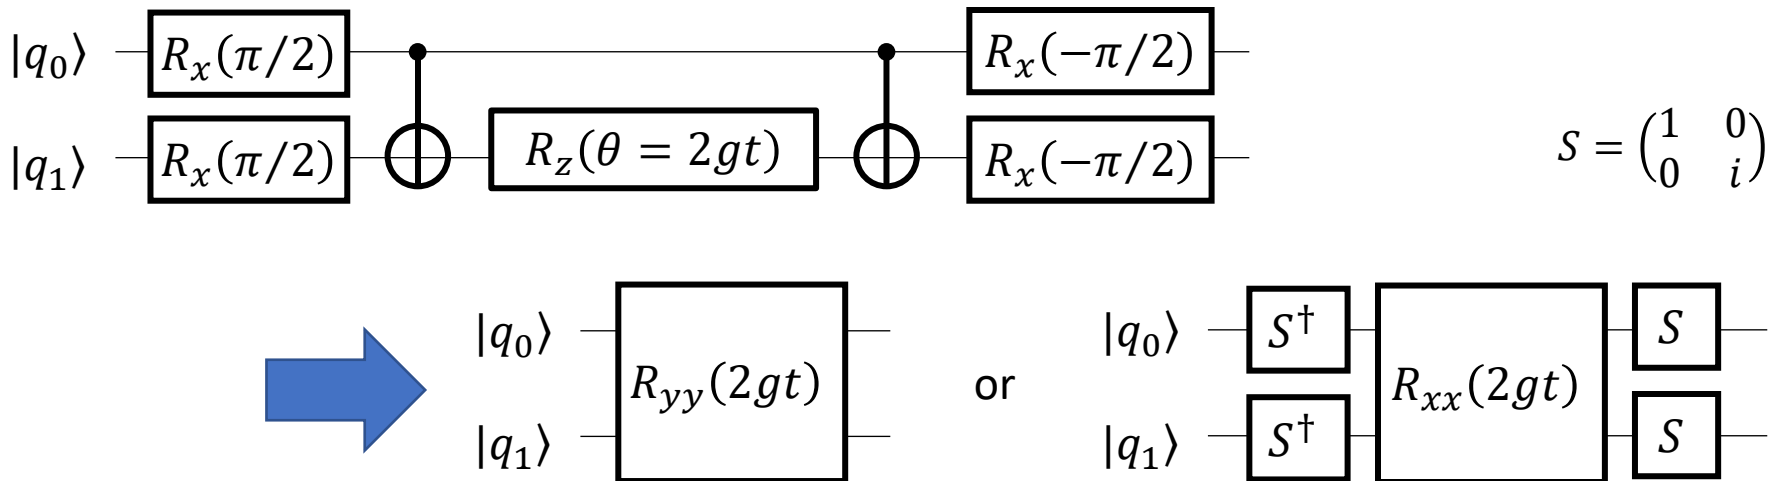 |q₀⟩ Rₓ(π/2) Rₓ(−π/2)
|q₁⟩ Rₓ(π/2) R_z(θ = 2gt) Rₓ(−π/2)
S = (1 0
0 i)
|q₀⟩ |q₀⟩ S† S
R_yy(2gt) or R_xx(2gt)
|q₁⟩ |q₁⟩ S† S